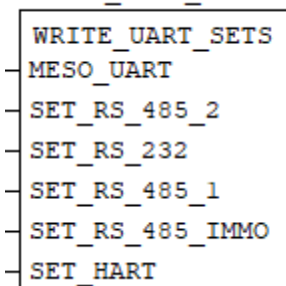 WRITE_UART_SETS
MESO_UART
SET_RS_485_2
SET_RS_232
SET_RS_485_1
SET_RS_485_IMMO
SET_HART